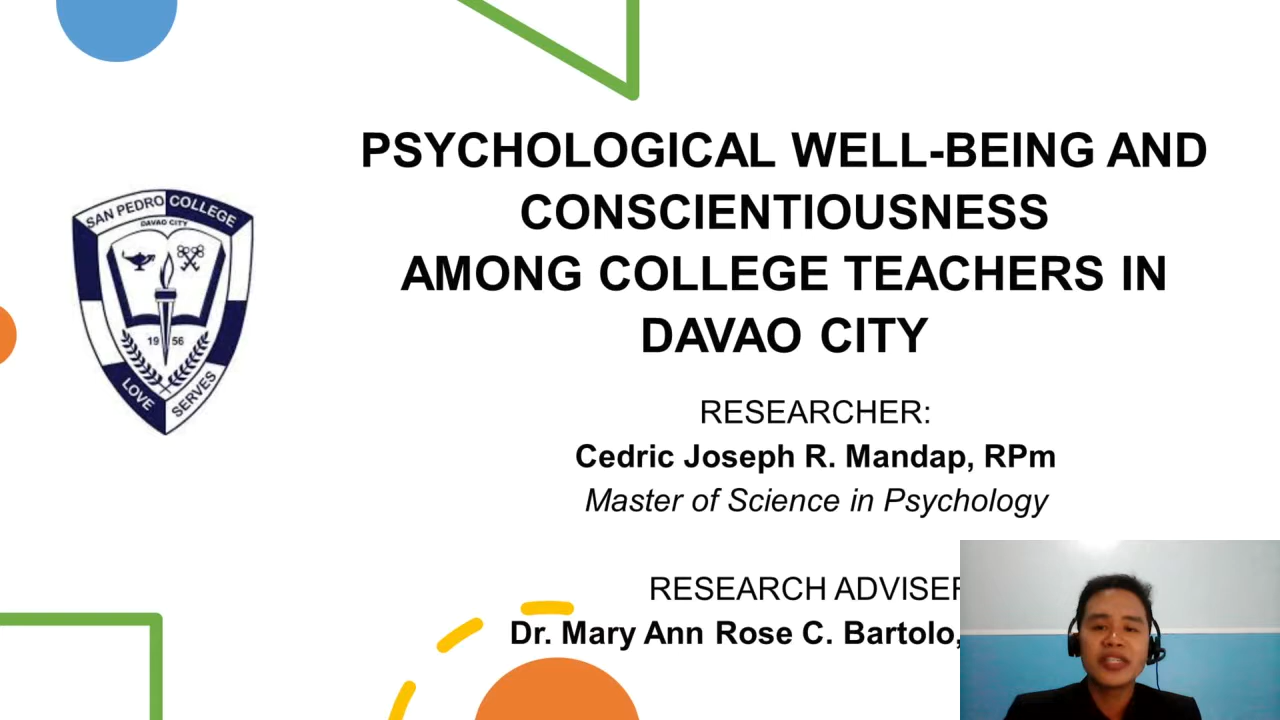 PSYCHOLOGICAL WELL-BEING AND
CONSCIENTIOUSNESS
AMONG COLLEGE TEACHERS IN
DAVAO CITY
SAN PEDRO COLLEGE
DAVAO CITY
19 56
LOVE SERVES
RESEARCHER:
Cedric Joseph R. Mandap, RPm
Master of Science in Psychology
RESEARCH ADVISER
Dr. Mary Ann Rose C. Bartolo,